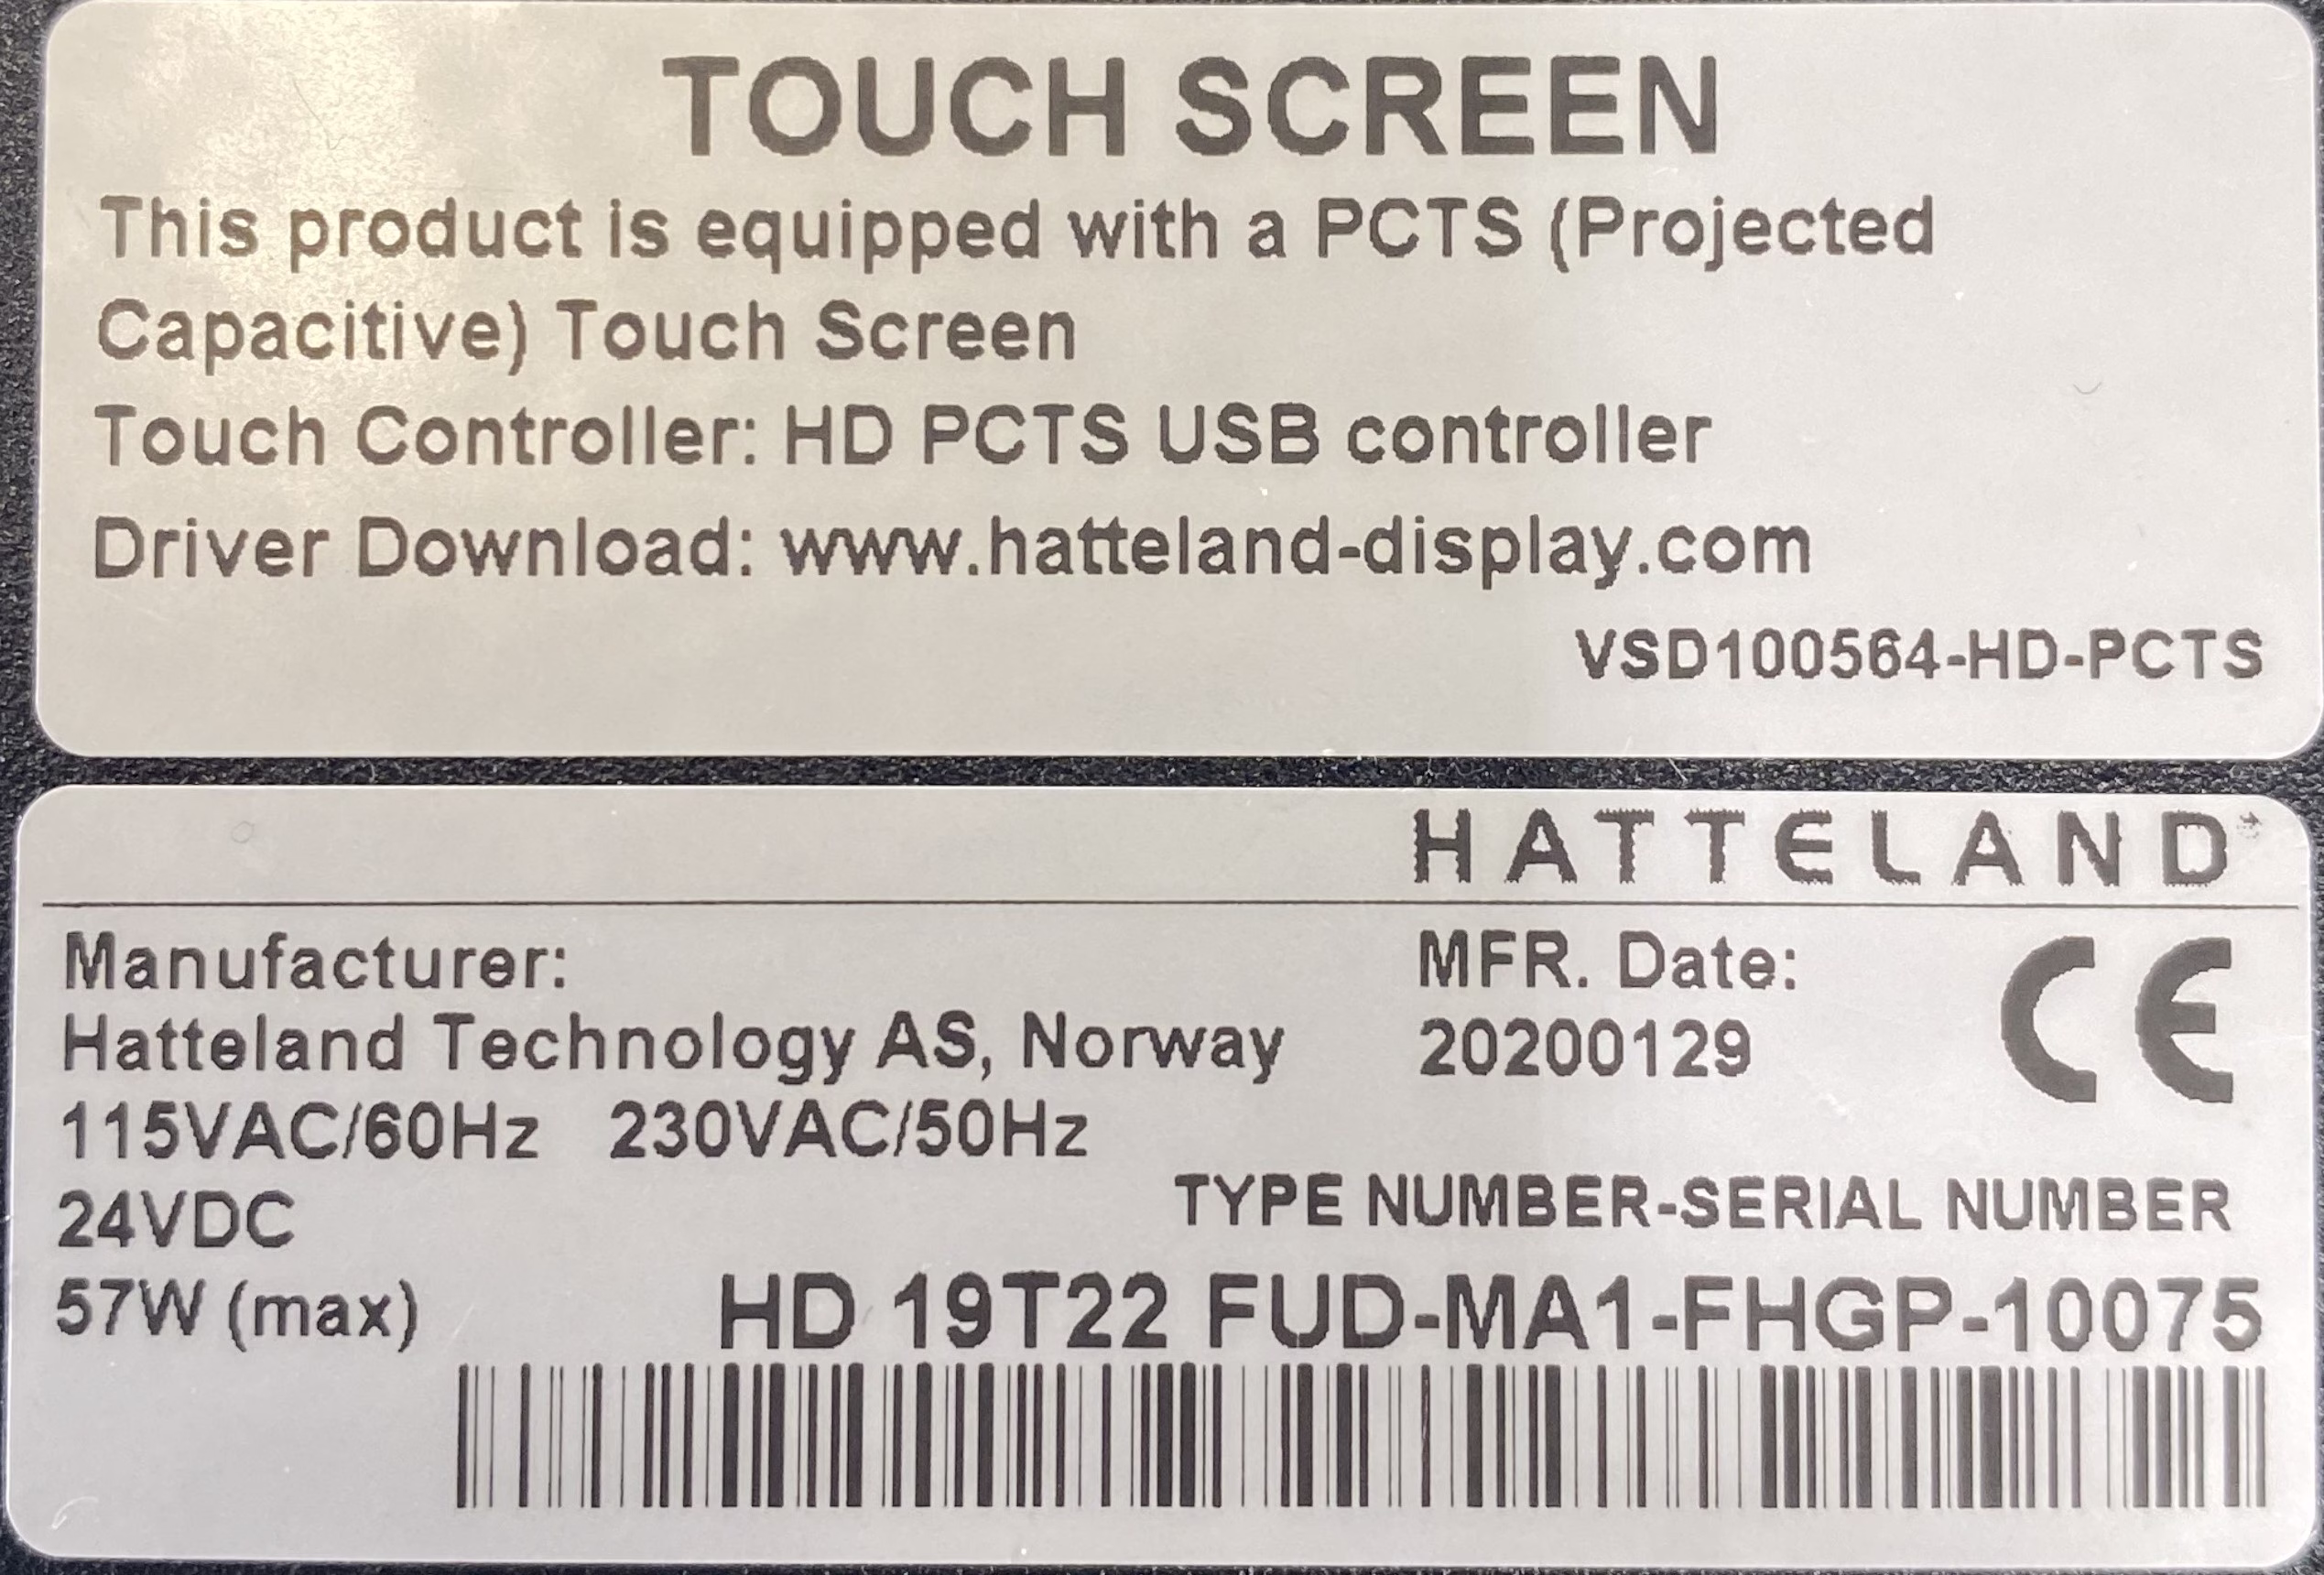 TOUCH SCREEN
This product is equipped with a PCTS (Projected
Capacitive) Touch Screen
Touch Controller: HD PCTS USB controller
Driver Download: www.hatteland-display.com
VSD100564-HD-PCTS
HATTELAND
Manufacturer:
Hatteland Technology AS, Norway
115VAC/60Hz 230VAC/50Hz
24VDC
57W (max)
MFR. Date:
20200129
CE
TYPE NUMBER-SERIAL NUMBER
HD 19T22 FUD-MA1-FHGP-10075